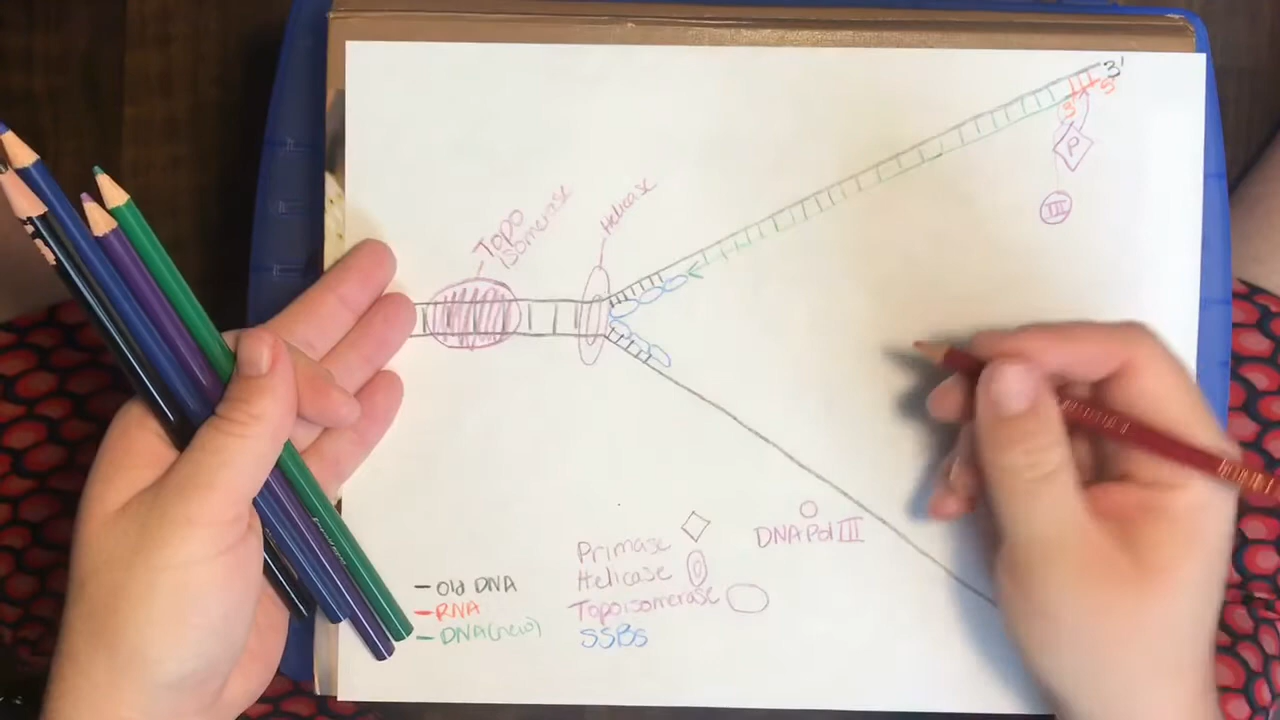 3'
5'
3'
P
III
Topo
isomerase
Helicase
DNA Pol III
Primase
Helicase
Topoisomerase
SSBs
Old DNA
RNA
DNA(new)